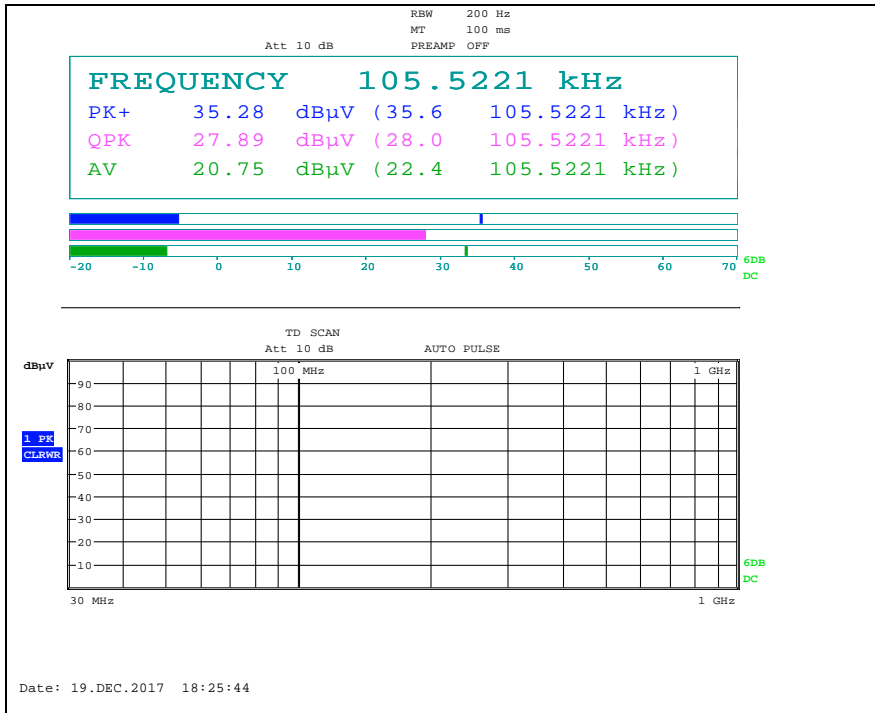 RBW 200 Hz
MT 100 ms
Att 10 dB PREAMP OFF
FREQUENCY 105.5221 kHz
PK+ 35.28 dBµV (35.6 105.5221 kHz)
QPK 27.89 dBµV (28.0 105.5221 kHz)
AV 20.75 dBµV (22.4 105.5221 kHz)
-20 -10 0 10 20 30 40 50 60 70
6DB
DC
TD SCAN
Att 10 dB AUTO PULSE
dBµV
100 MHz 1 GHz
90
80
70
1 PK
CLRWR
60
50
40
30
20
10
6DB
DC
30 MHz 1 GHz
Date: 19.DEC.2017 18:25:44